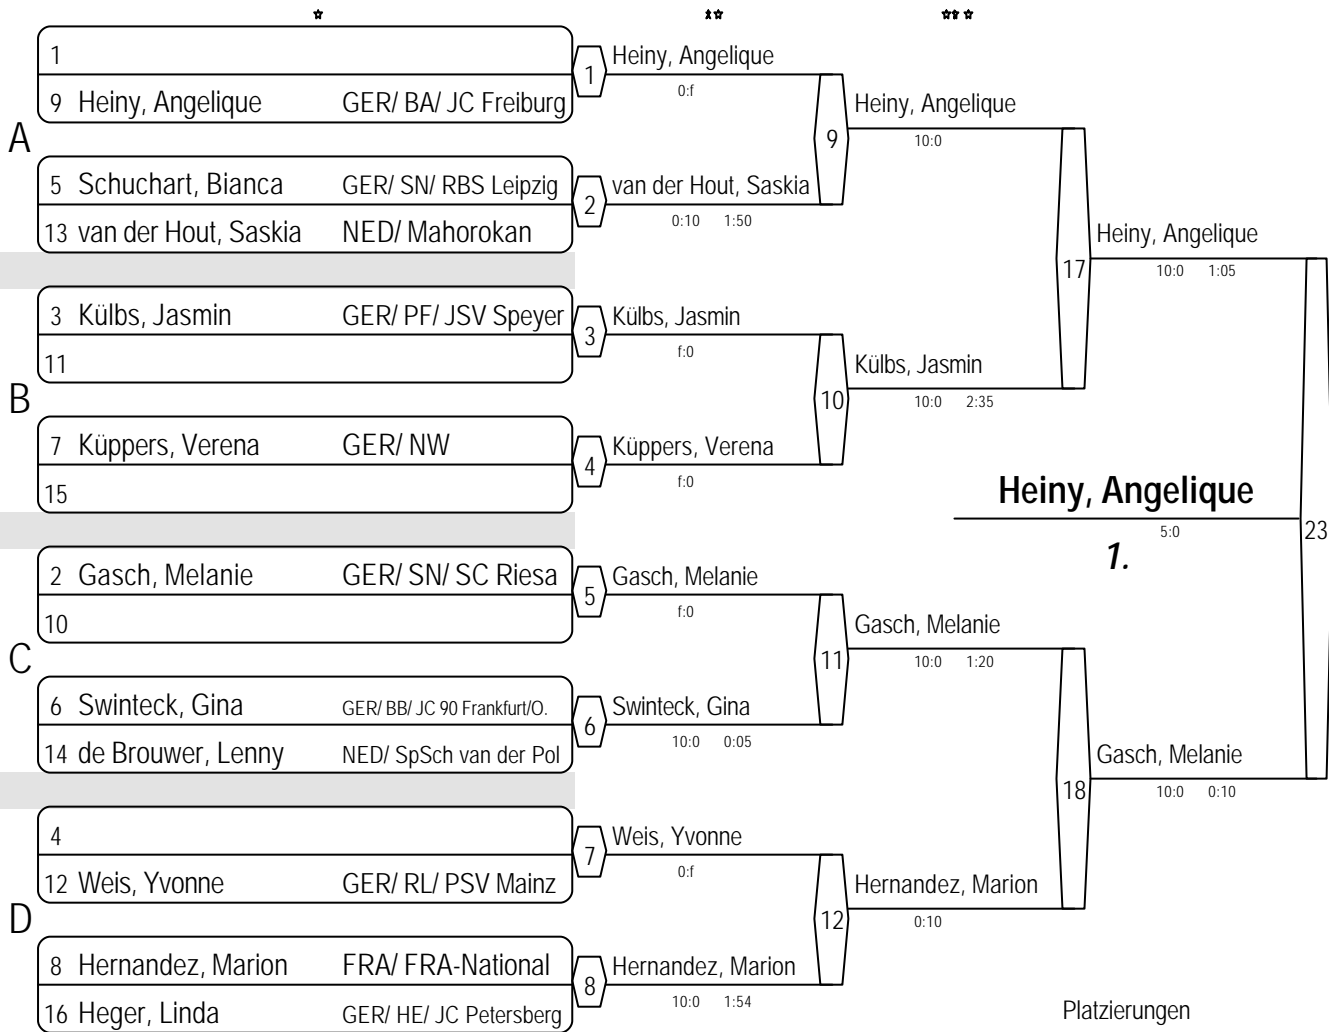 1
9 Heiny, Angelique GER/ BA/ JC Freiburg
A
5 Schuchart, Bianca GER/ SN/ RBS Leipzig
13 van der Hout, Saskia NED/ Mahorokan
3 Külbs, Jasmin GER/ PF/ JSV Speyer
11
B
7 Küppers, Verena GER/ NW
15
2 Gasch, Melanie GER/ SN/ SC Riesa
10
C
6 Swinteck, Gina GER/ BB/ JC 90 Frankfurt/O.
14 de Brouwer, Lenny NED/ SpSch van der Pol
4
12 Weis, Yvonne GER/ RL/ PSV Mainz
D
8 Hernandez, Marion FRA/ FRA-National
16 Heger, Linda GER/ HE/ JC Petersberg
1 Heiny, Angelique
0:f
2 van der Hout, Saskia
0:10 1:50
3 Külbs, Jasmin
f:0
4 Küppers, Verena
f:0
5 Gasch, Melanie
f:0
6 Swinteck, Gina
10:0 0:05
7 Weis, Yvonne
0:f
8 Hernandez, Marion
10:0 1:54
9 Heiny, Angelique
10:0
10 Külbs, Jasmin
10:0 2:35
11 Gasch, Melanie
10:0 1:20
12 Hernandez, Marion
0:10
17 Heiny, Angelique
10:0 1:05
18 Gasch, Melanie
10:0 0:10
23
Heiny, Angelique
5:0
1.
Platzierungen